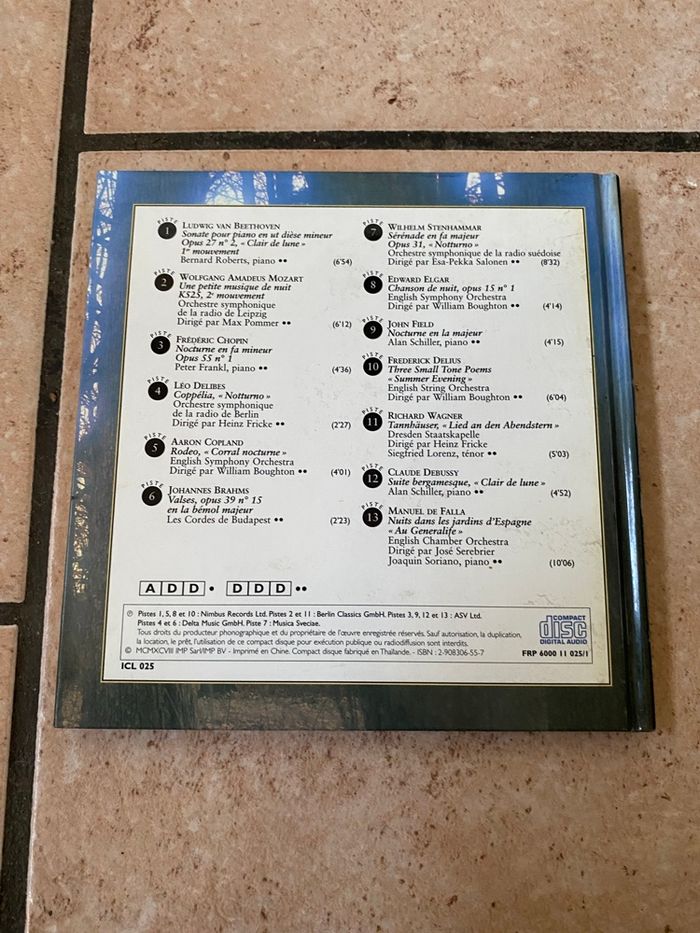 PISTE
1
LUDWIG VAN BEETHOVEN
Sonate pour piano en ut dièse mineur
Opus 27 n° 2, « Clair de lune »
1er mouvement
Bernard Roberts, piano •• (6'54)
PISTE
2
WOLFGANG AMADEUS MOZART
Une petite musique de nuit
K525, 2e mouvement
Orchestre symphonique
de la radio de Leipzig
Dirigé par Max Pommer •• (6'12)
PISTE
3
FRÉDÉRIC CHOPIN
Nocturne en fa mineur
Opus 55 n° 1
Peter Frankl, piano •• (4'36)
PISTE
4
LÉO DELIBES
Coppélia, « Notturno »
Orchestre symphonique
de la radio de Berlin
Dirigé par Heinz Fricke •• (2'27)
PISTE
5
AARON COPLAND
Rodeo, « Corral nocturne »
English Symphony Orchestra
Dirigé par William Boughton •• (4'01)
PISTE
6
JOHANNES BRAHMS
Valses, opus 39 n° 15
en la bémol majeur
Les Cordes de Budapest •• (2'23)
PISTE
7
WILHELM STENHAMMAR
Sérénade en fa majeur
Opus 31, « Notturno »
Orchestre symphonique de la radio suédoise
Dirigé par Esa-Pekka Salonen •• (8'32)
PISTE
8
EDWARD ELGAR
Chanson de nuit, opus 15 n° 1
English Symphony Orchestra
Dirigé par William Boughton •• (4'14)
PISTE
9
JOHN FIELD
Nocturne en la majeur
Alan Schiller, piano •• (4'15)
PISTE
10
FREDERICK DELIUS
Three Small Tone Poems
« Summer Evening »
English String Orchestra
Dirigé par William Boughton •• (6'04)
PISTE
11
RICHARD WAGNER
Tannhäuser, « Lied an den Abendstern »
Dresden Staatskapelle
Dirigé par Heinz Fricke
Siegfried Lorenz, ténor •• (5'03)
PISTE
12
CLAUDE DEBUSSY
Suite bergamesque, « Clair de lune »
Alan Schiller, piano •• (4'52)
PISTE
13
MANUEL DE FALLA
Nuits dans les jardins d'Espagne
« Au Generalife »
English Chamber Orchestra
Dirigé par José Serebrier
Joaquin Soriano, piano •• (10'06)
ADD • DDD ••
℗ Pistes 1, 5, 8 et 10 : Nimbus Records Ltd. Pistes 2 et 11 : Berlin Classics GmbH. Pistes 3, 9, 12 et 13 : ASV Ltd.
Pistes 4 et 6 : Delta Music GmbH. Piste 7 : Musica Sveciae.
Tous droits du producteur phonographique et du propriétaire de l'œuvre enregistrée réservés. Sauf autorisation, la duplication,
la location, le prêt, l'utilisation de ce compact disque pour exécution publique ou radiodiffusion sont interdits.
© MCMXCVIII IMP Sarl/IMP BV - Imprimé en Chine. Compact disque fabriqué en Thaïlande. - ISBN : 2-908306-55-7
COMPACT
disc
DIGITAL AUDIO
FRP 6000 11 025/1
ICL 025